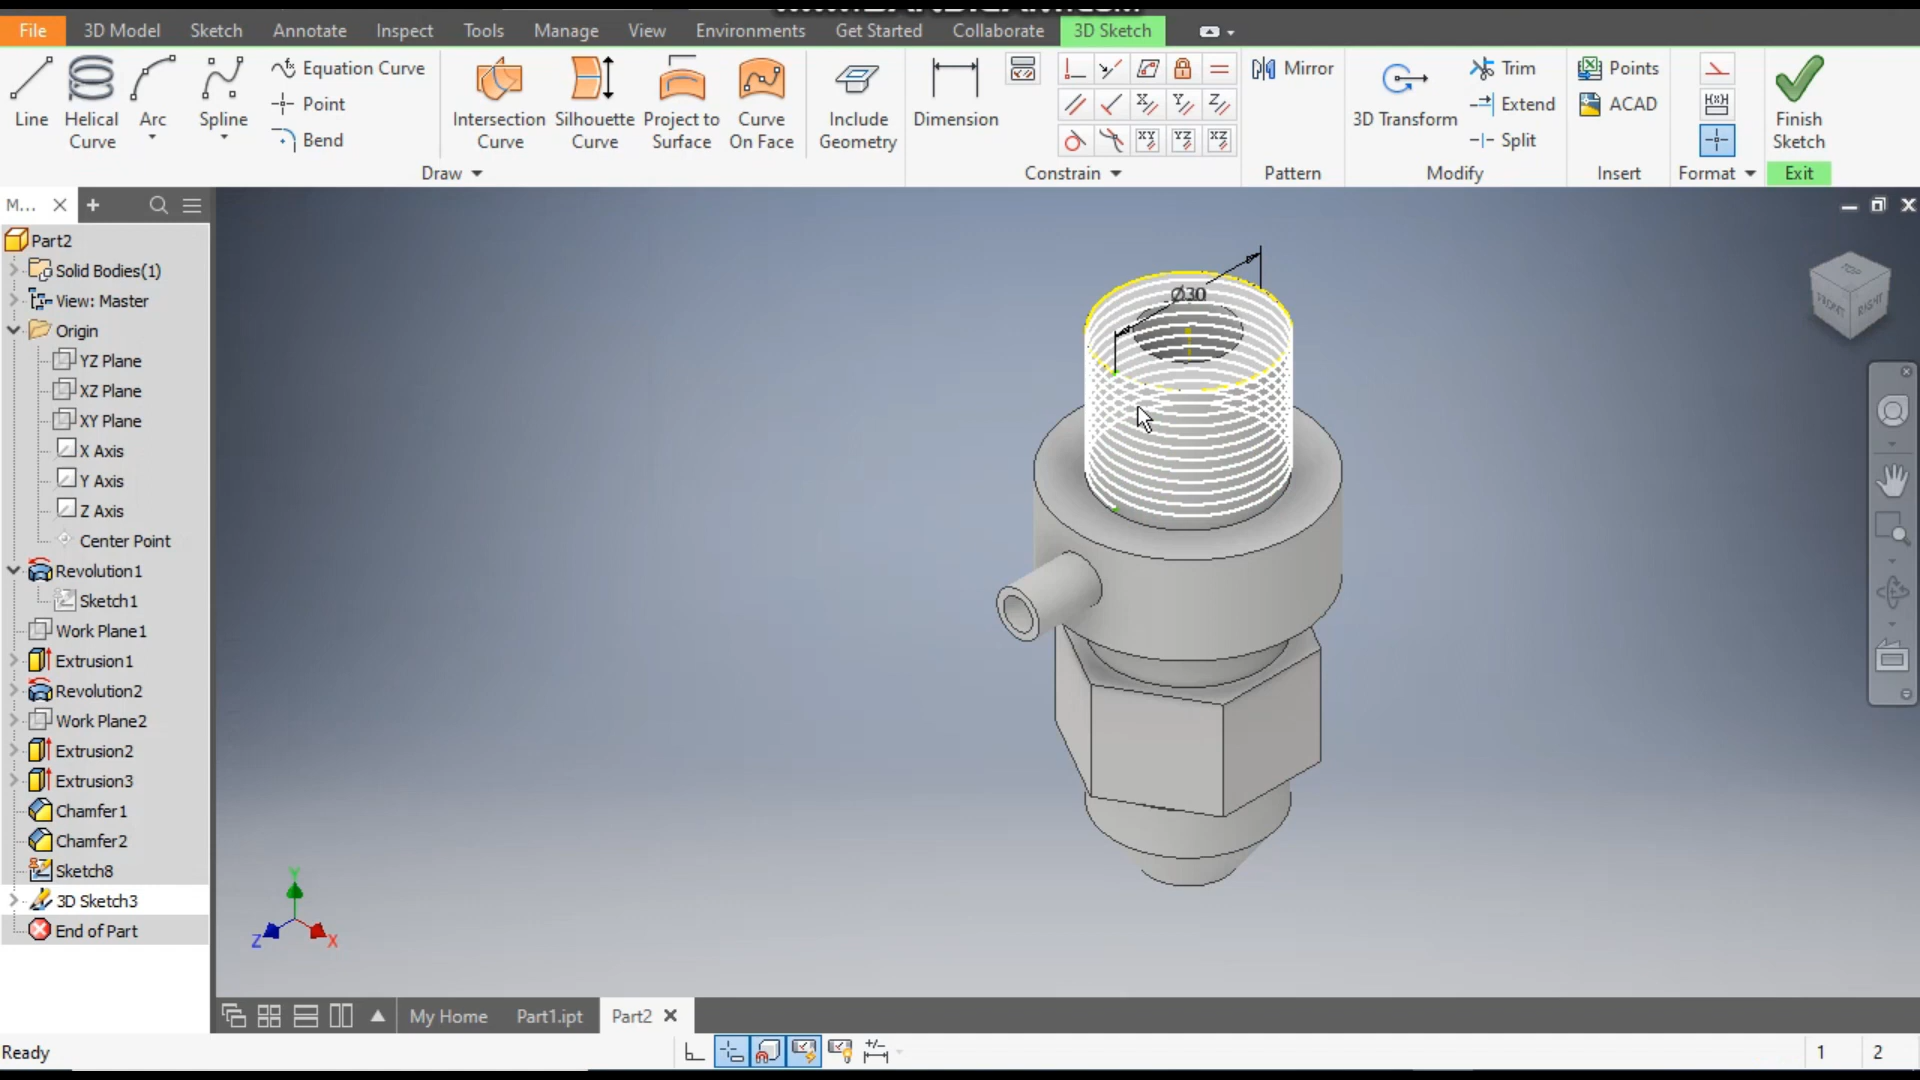 File 3D Model Sketch Annotate Inspect Tools Manage View Environments Get Started Collaborate 3D Sketch
Line Helical Curve Arc Spline Equation Curve Point Bend Intersection Curve Silhouette Curve Project to Surface Curve On Face Include Geometry Dimension Mirror 3D Transform Trim Extend Split Points ACAD Finish Sketch
Draw Constrain Pattern Modify Insert Format Exit
M...
Part2
Solid Bodies(1)
View: Master
Origin
YZ Plane
XZ Plane
XY Plane
X Axis
Y Axis
Z Axis
Center Point
Revolution1
Sketch1
Work Plane1
Extrusion1
Revolution2
Work Plane2
Extrusion2
Extrusion3
Chamfer1
Chamfer2
Sketch8
3D Sketch3
End of Part
Ø30
TOP
FRONT RIGHT
Y
Z X
My Home Part1.ipt Part2
Ready 1 2